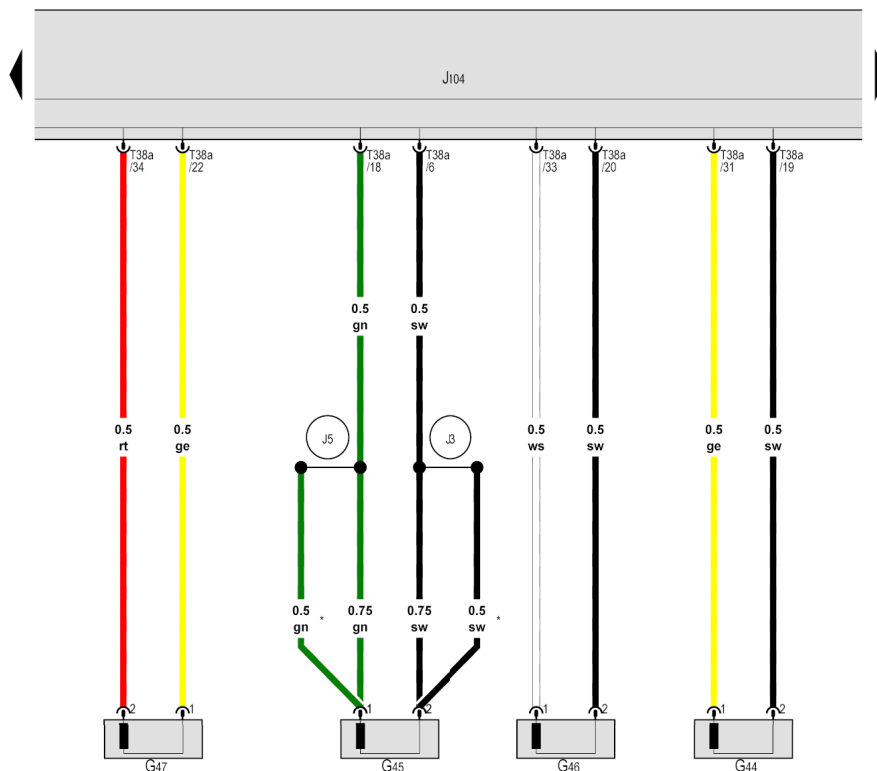 J104
T38a T38a T38a T38a T38a T38a T38a T38a
/34 /22 /18 /6 /33 /20 /31 /19
0.5 0.5
gn sw
0.5 0.5 J5 J3 0.5 0.5 0.5 0.5
rt ge ws sw ge sw
0.5 0.75 0.75 0.5
gn * gn sw sw *
2 1 1 2 1 2 1 2
G47 G45 G46 G44